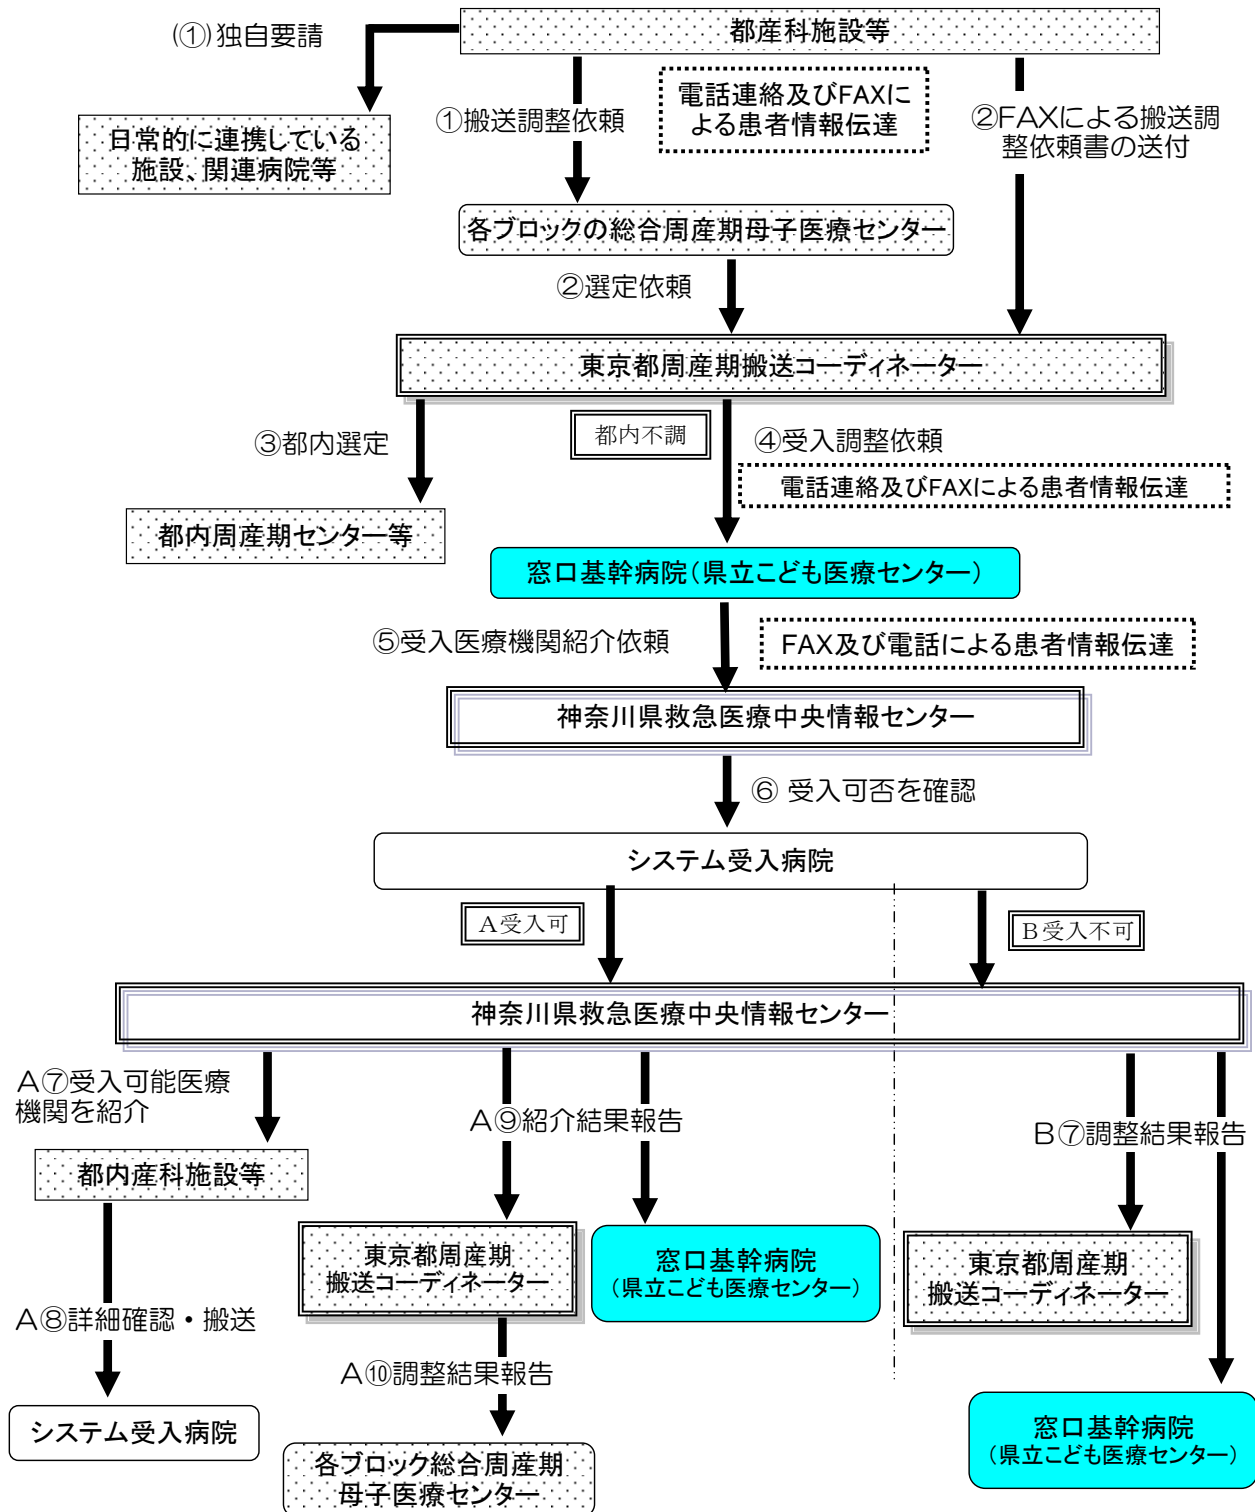 (①)独自要請
都産科施設等
電話連絡及びFAXに
よる患者情報伝達
①搬送調整依頼
②FAXによる搬送調
整依頼書の送付
日常的に連携している
施設、関連病院等
各ブロックの総合周産期母子医療センター
②選定依頼
東京都周産期搬送コーディネーター
③都内選定
都内不調
④受入調整依頼
電話連絡及びFAXによる患者情報伝達
都内周産期センター等
窓口基幹病院(県立こども医療センター)
⑤受入医療機関紹介依頼
FAX及び電話による患者情報伝達
神奈川県救急医療中央情報センター
⑥ 受入可否を確認
システム受入病院
A受入可
B受入不可
神奈川県救急医療中央情報センター
A⑦受入可能医療
機関を紹介
A⑨紹介結果報告
B⑦調整結果報告
都内産科施設等
東京都周産期
搬送コーディネーター
窓口基幹病院
(県立こども医療センター)
東京都周産期
搬送コーディネーター
A⑧詳細確認・搬送
A⑩調整結果報告
システム受入病院
各ブロック総合周産期
母子医療センター
窓口基幹病院
(県立こども医療センター)